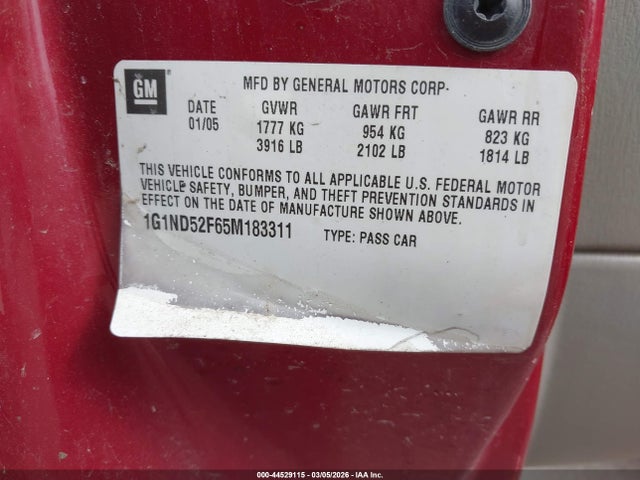 GM
MFD BY GENERAL MOTORS CORP-
DATE GVWR GAWR FRT GAWR RR
01/05 1777 KG 954 KG 823 KG
3916 LB 2102 LB 1814 LB
THIS VEHICLE CONFORMS TO ALL APPLICABLE U.S. FEDERAL MOTOR
VEHICLE SAFETY, BUMPER, AND THEFT PREVENTION STANDARDS IN
EFFECT ON THE DATE OF MANUFACTURE SHOWN ABOVE.
1G1ND52F65M183311 TYPE: PASS CAR
000-44529115 - 03/05/2026 - IAA Inc.